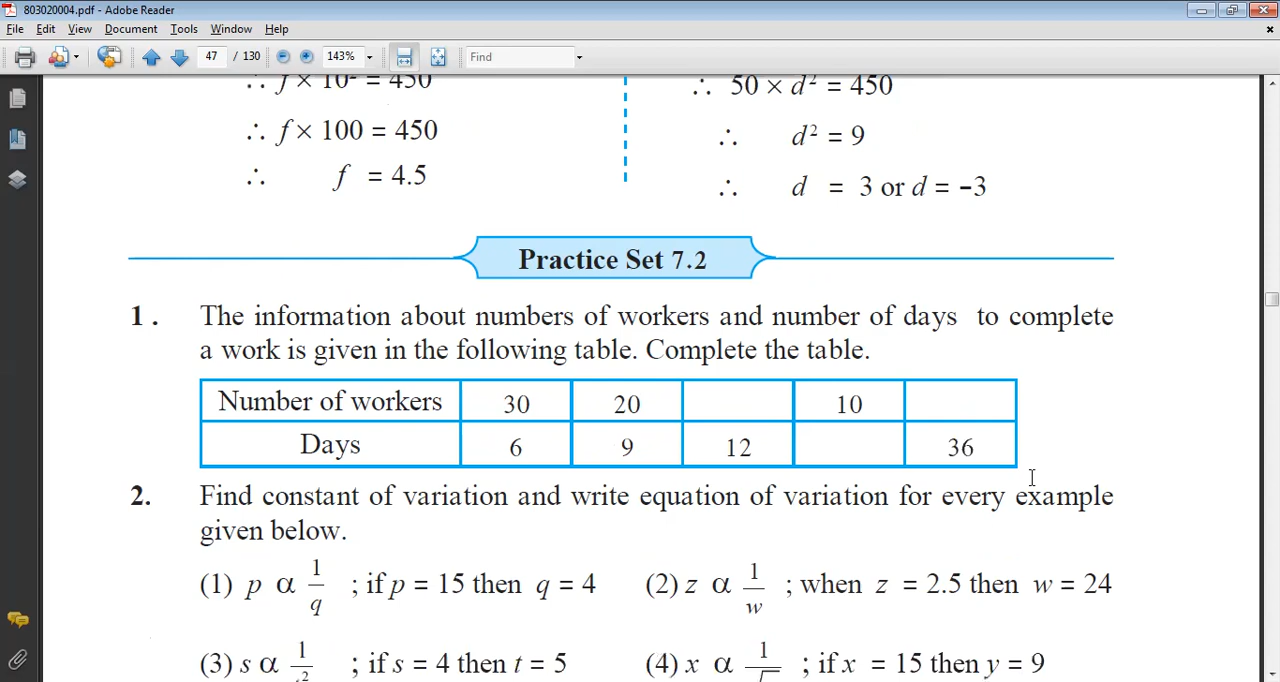 803020004.pdf - Adobe Reader
File Edit View Document Tools Window Help
47 / 130 143% Find
∴ f × 10² = 450
∴ 50 × d² = 450
∴ f × 100 = 450
∴ d² = 9
∴ f = 4.5
∴ d = 3 or d = -3
Practice Set 7.2
1 . The information about numbers of workers and number of days to complete
a work is given in the following table. Complete the table.
Number of workers 30 20 10
Days 6 9 12 36
2. Find constant of variation and write equation of variation for every example
given below.
(1) p α 1/q ; if p = 15 then q = 4 (2) z α 1/w ; when z = 2.5 then w = 24
(3) s α 1/ ² ; if s = 4 then t = 5 (4) x α 1/√ ; if x = 15 then y = 9